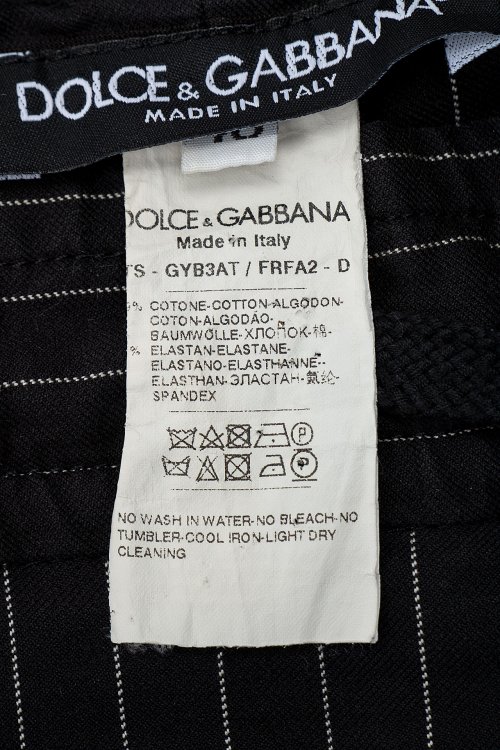 DOLCE & GABBANA
MADE IN ITALY
DOLCE & GABBANA
Made in Italy
TS - GYB3AT / FRFA2 - D
% COTONE-COTTON-ALGODON-
COTON-ALGODÃO-
BAUMWOLLE-ХЛОПОК-棉-
% ELASTAN-ELASTANE-
ELASTANO-ELASTHANNE-
ELASTHAN-ЭЛАСТАН-氨纶-
SPANDEX
NO WASH IN WATER-NO BLEACH-NO
TUMBLER-COOL IRON-LIGHT DRY
CLEANING